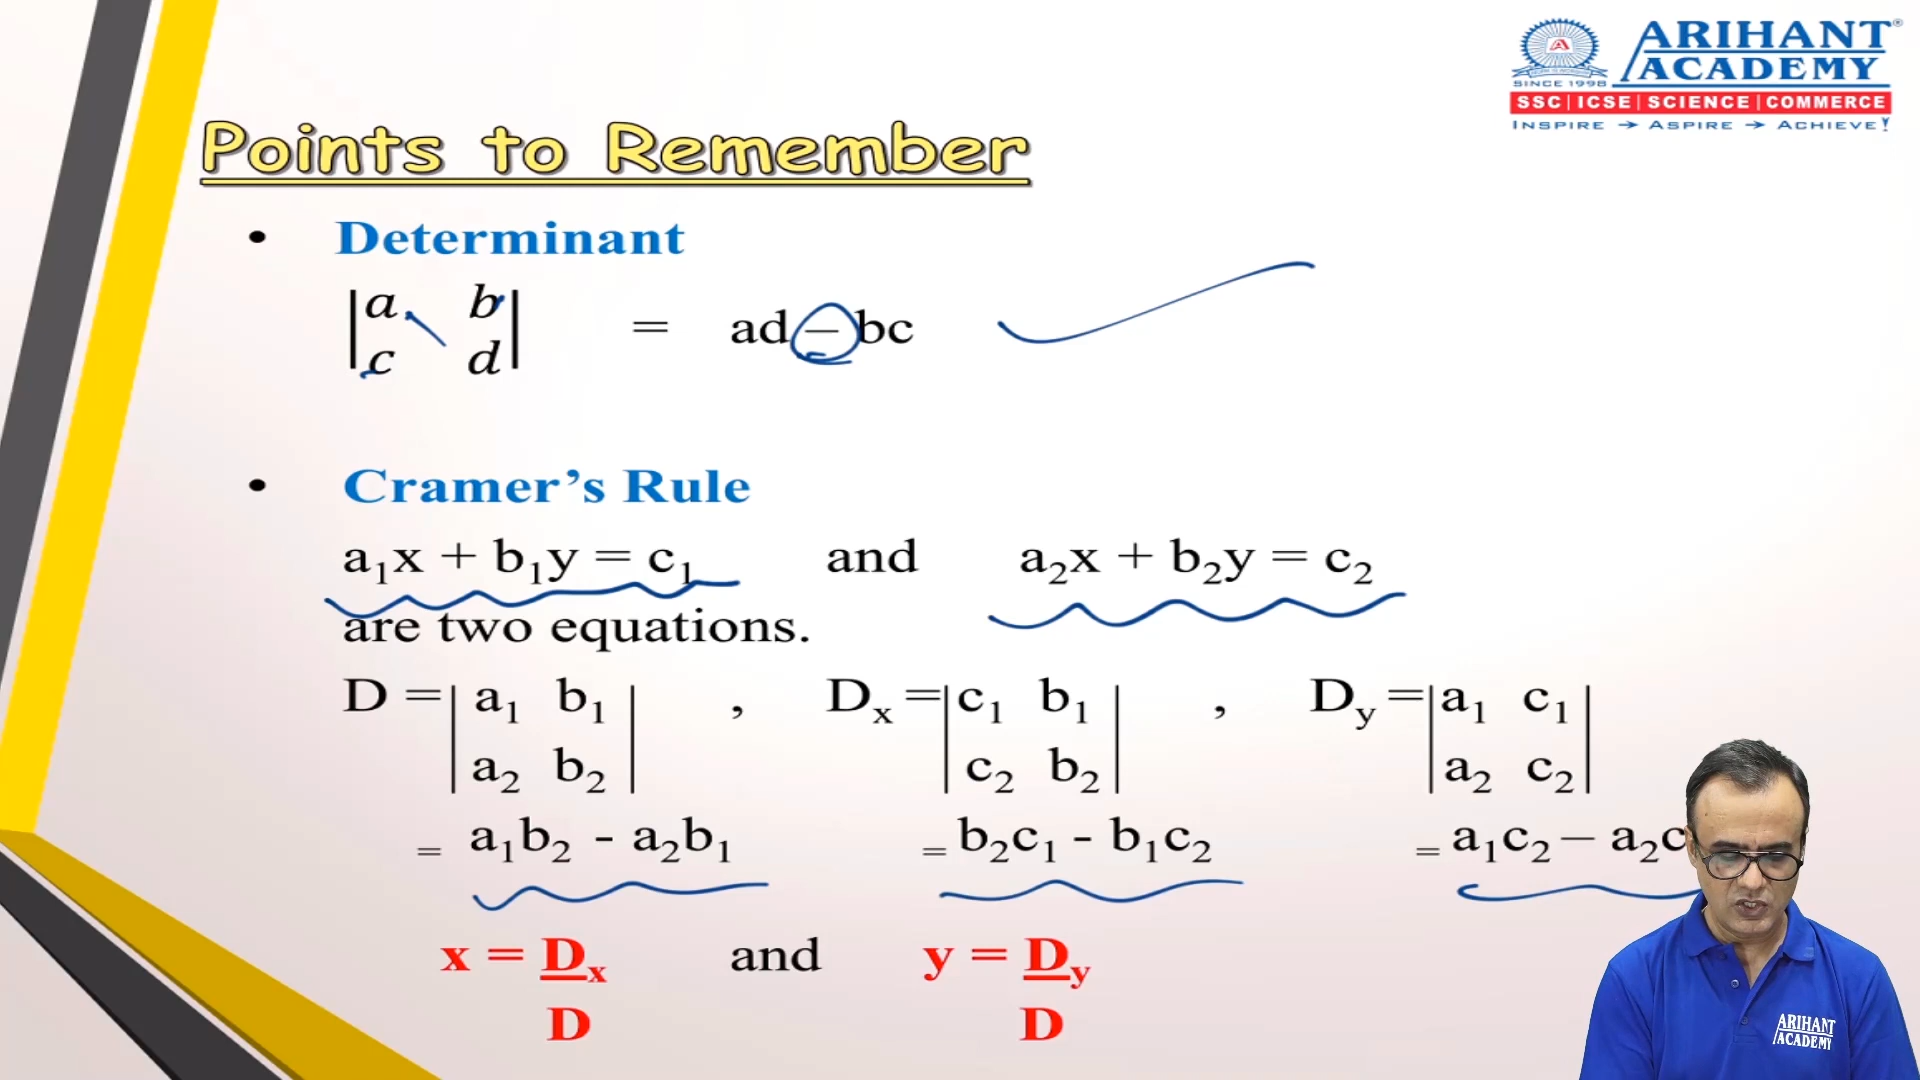 ARIHANT
ACADEMY
SINCE 1998
SSC | ICSE | SCIENCE | COMMERCE
INSPIRE → ASPIRE → ACHIEVE!
Points to Remember
• Determinant
|a b|
|c d| = ad – bc
• Cramer’s Rule
a₁x + b₁y = c₁ and a₂x + b₂y = c₂
are two equations.
D = | a₁ b₁ | , Dₓ = | c₁ b₁ | , Dᵧ = | a₁ c₁ |
| a₂ b₂ | | c₂ b₂ | | a₂ c₂ |
= a₁b₂ - a₂b₁ = b₂c₁ - b₁c₂ = a₁c₂ – a₂c
x = Dₓ and y = Dᵧ
D D
ARIHANT
ACADEMY